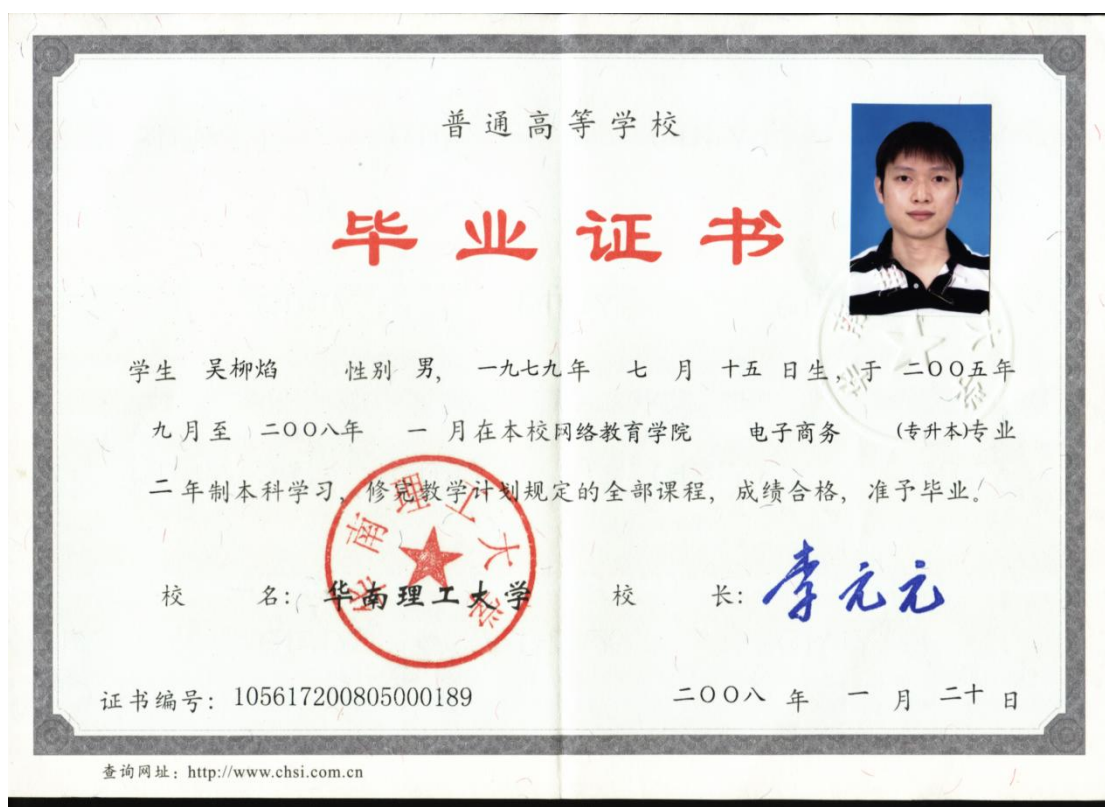 普通高等学校
毕业证书
学生 吴柳焰 性别 男, 一九七九年 七 月 十五 日生,于 二○○五年
九月至 二○○八年 一 月在本校网络教育学院 电子商务 (专升本)专业
二年制本科学习,修完教学计划规定的全部课程,成绩合格,准予毕业。
华南理工大学
校 名: 华南理工大学 校 长: 李元元
证书编号: 105617200805000189 二○○八 年 一 月 二十 日
查询网址: http://www.chsi.com.cn